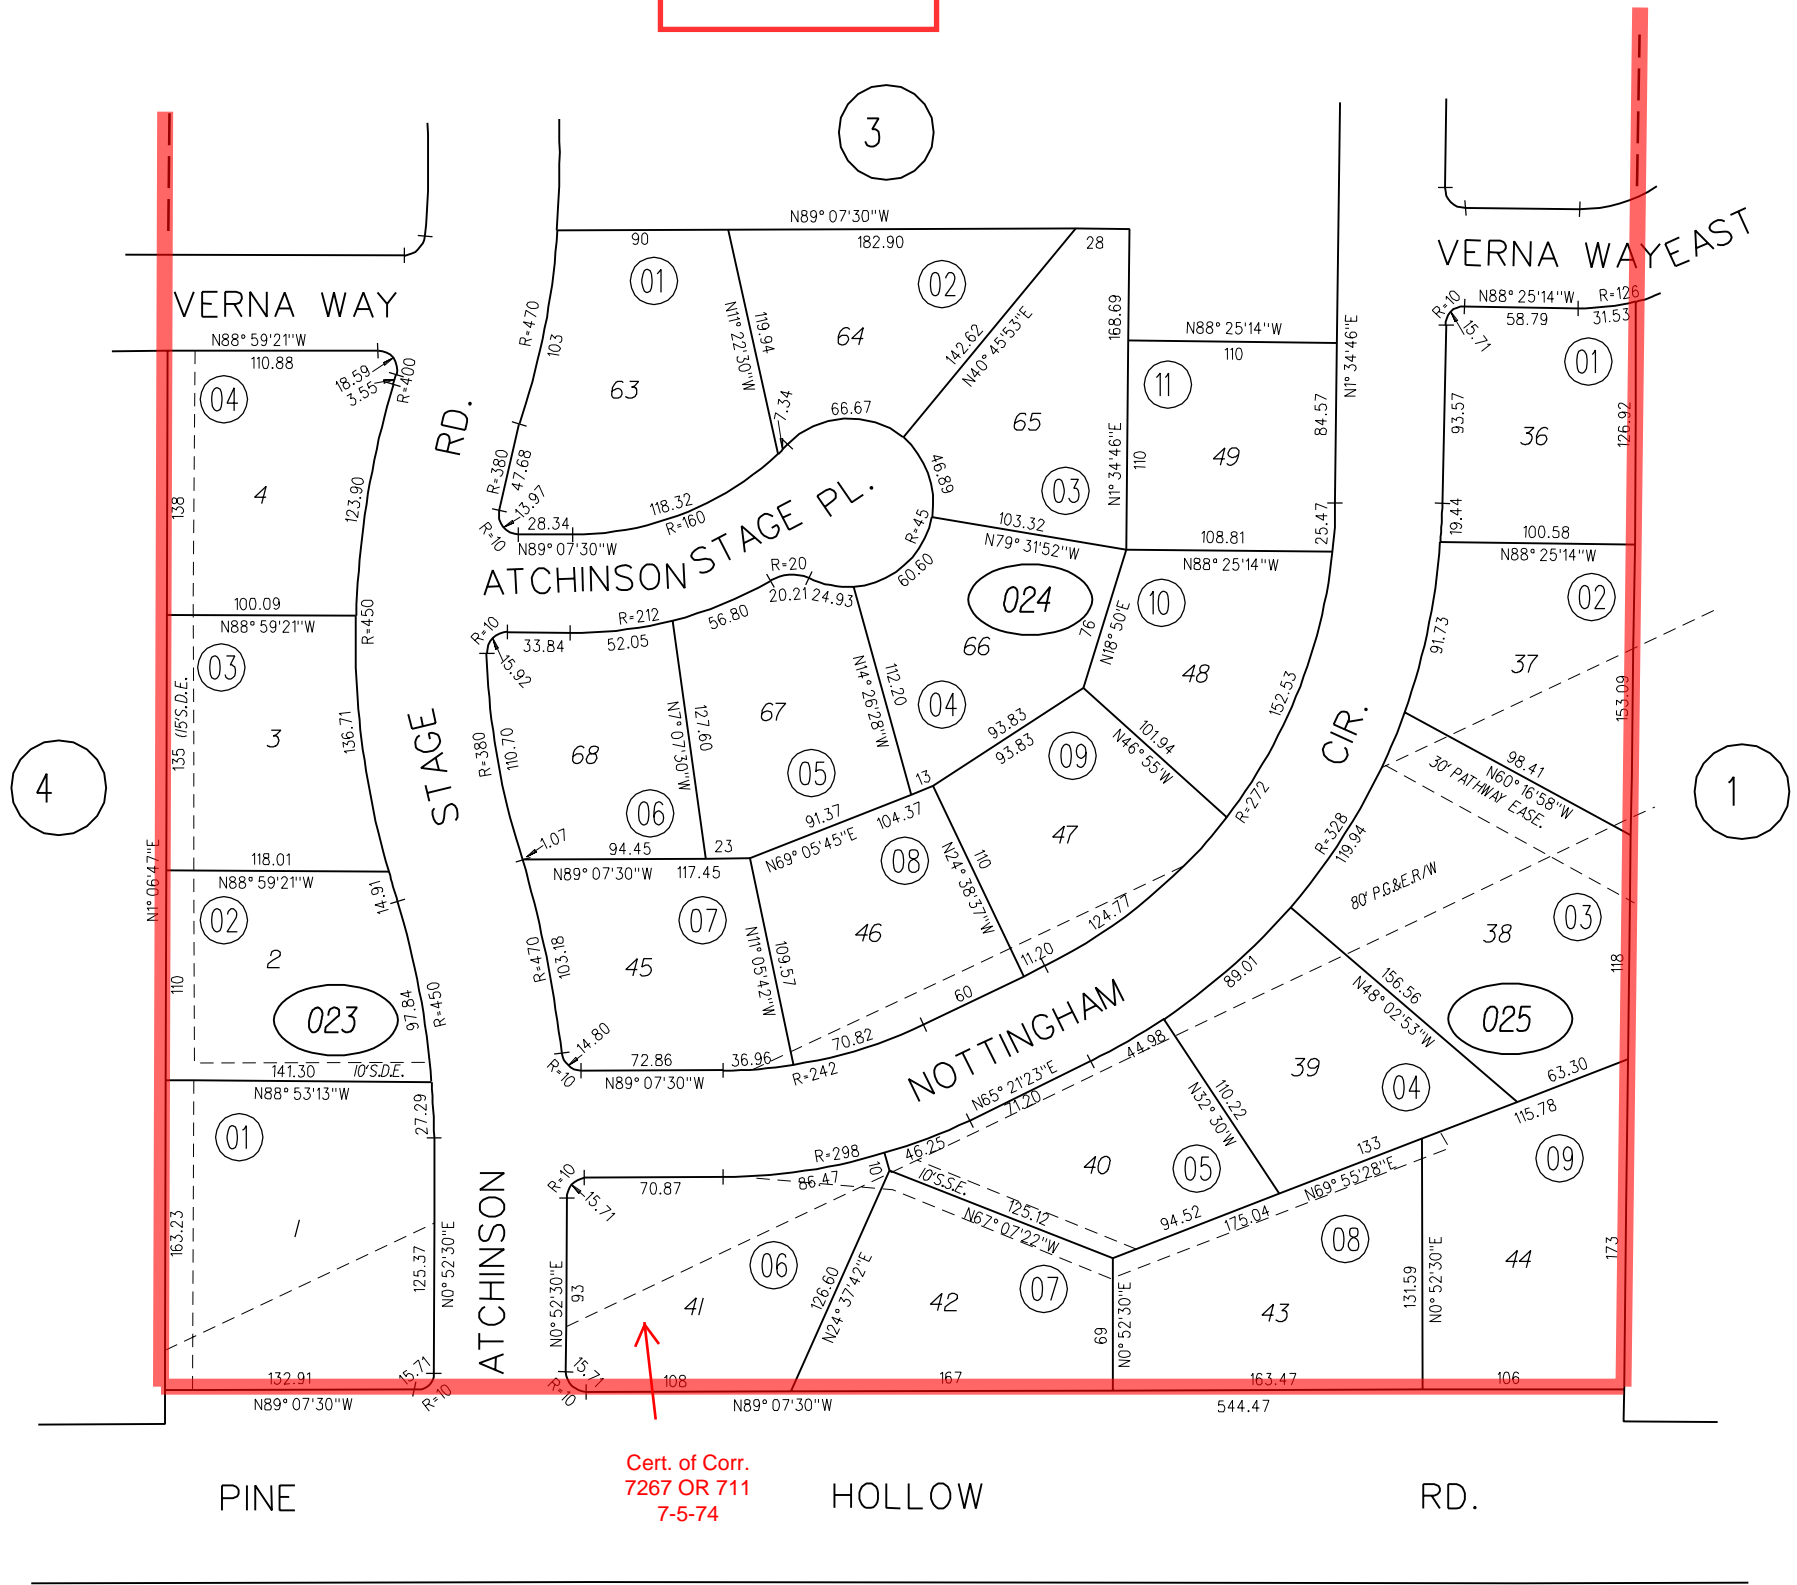 3
N89° 07'30"W
90
182.90
28
01
02
VERNA WAY EAST
VERNA WAY
N88° 59'21"W
110.88
18.59
3.55
R=400
04
4
138
123.90
RD.
R=470
103
63
R=380
47.68
13.97
R=10
28.34
N89° 07'30"W
118.32
R=160
N11° 22'30"W
119.94
7.34
66.67
64
142.62
N40° 45'53"E
65
46.89
03
168.69
N1° 34'46"E
110
N88° 25'14"W
110
11
49
84.57
N1° 34'46"E
25.47
R=10
15.71
N88° 25'14"W
58.79
R=126
31.53
01
93.57
36
126.92
19.44
100.58
N88° 25'14"W
ATCHINSON STAGE PL.
R=45
60.60
103.32
N79° 31'52"W
108.81
N88° 25'14"W
024
R=20
20.21
24.93
R=212
56.80
52.05
R=10
33.84
15.92
100.09
N88° 59'21"W
R=450
03
(15'S.D.E.
135
3
136.71
STAGE
R=380
110.70
68
06
N7° 07'30"W
127.60
67
05
N14° 26'28"W
112.20
66
04
76
N18° 50'E
10
48
152.53
93.83
93.83
09
101.94
N46° 55'W
R=272
CIR.
02
37
91.73
153.09
98.41
N60° 16'58"W
30' PATHWAY EASE.
4
1
1.07
94.45
23
N89° 07'30"W
117.45
91.37
13
N69° 05'45"E
104.37
08
N24° 38'37"W
110
47
R=328
119.94
80' P.G.&E.R/W
118.01
N88° 59'21"W
N1° 06'47"E
14.91
02
2
110
97.84
R=450
023
R=470
103.18
45
07
N11° 05'42"W
109.57
46
124.77
11.20
60
89.01
03
38
118
156.56
N48° 02'53"W
025
141.30
10'S.D.E.
N88° 53'13"W
R=10
14.80
72.86
36.96
N89° 07'30"W
70.82
R=242
NOTTINGHAM
44.98
N65° 21'23"E
71.20
39
04
63.30
115.78
110.22
N32° 30'W
01
27.29
1
163.23
125.37
N0° 52'30"E
ATCHINSON
R=10
15.71
70.87
R=298
86.47
46.25
10
10'S.S.E.
125.12
N67° 07'22"W
40
05
133
N69° 55'28"E
94.52
175.04
09
44
173
08
43
131.59
N0° 52'30"E
06
N0° 52'30"E
93
41
126.60
N24° 37'42"E
42
07
69
N0° 52'30"E
132.91
N89° 07'30"W
15.71
R=10
15.71
R=10
108
N89° 07'30"W
167
163.47
106
544.47
Cert. of Corr.
7267 OR 711
7-5-74
PINE HOLLOW RD.